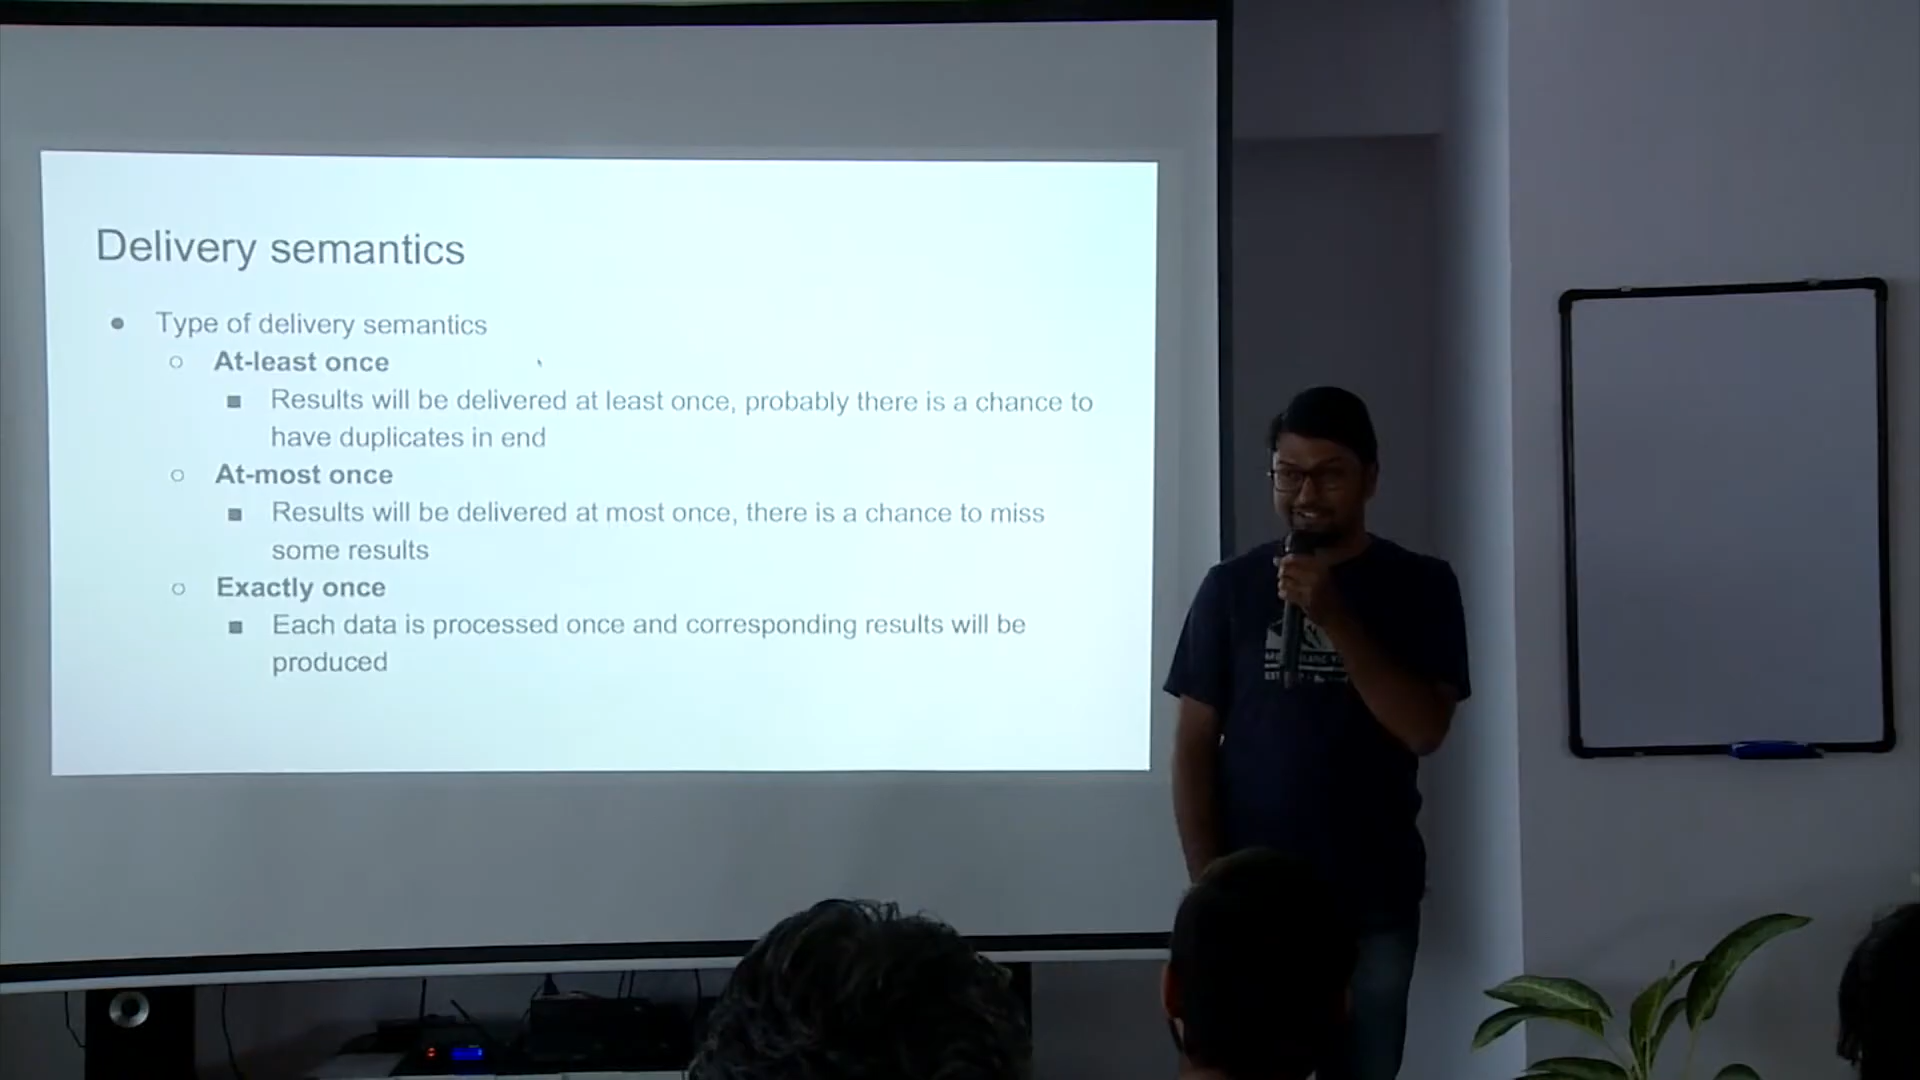 Delivery semantics
Type of delivery semantics
At-least once
Results will be delivered at least once, probably there is a chance to
have duplicates in end
At-most once
Results will be delivered at most once, there is a chance to miss
some results
Exactly once
Each data is processed once and corresponding results will be
produced